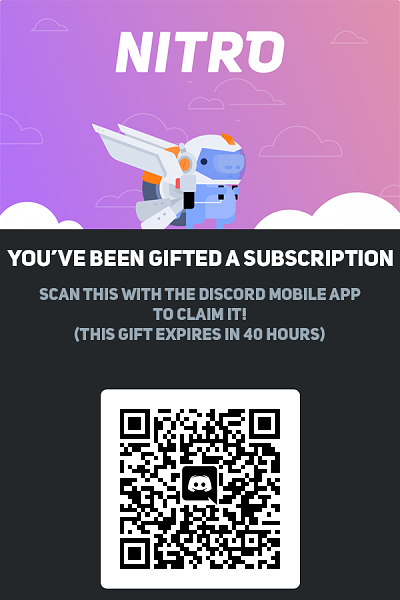 NITRO
YOU'VE BEEN GIFTED A SUBSCRIPTION
SCAN THIS WITH THE DISCORD MOBILE APP
TO CLAIM IT!
(THIS GIFT EXPIRES IN 40 HOURS)